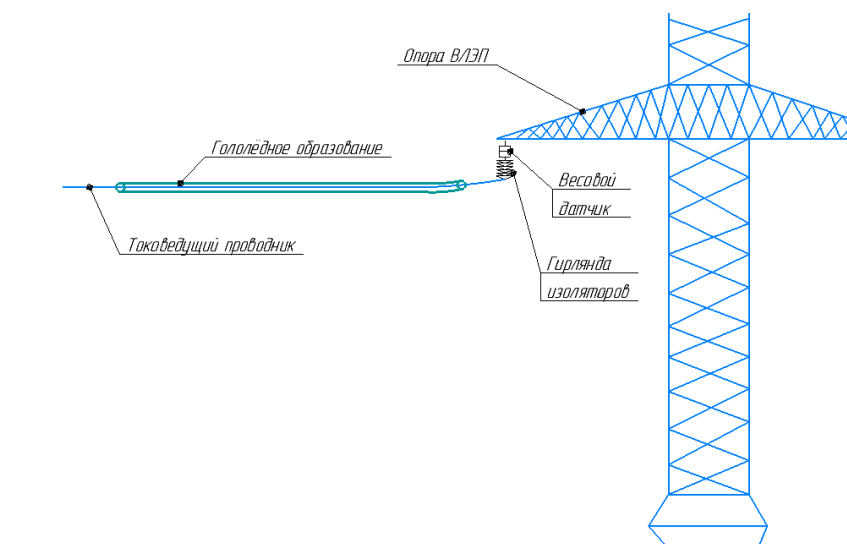 Опора ВЛЭП
Гололёдное образование
Весовой
датчик
Токоведущий проводник
Гирлянда
изоляторов